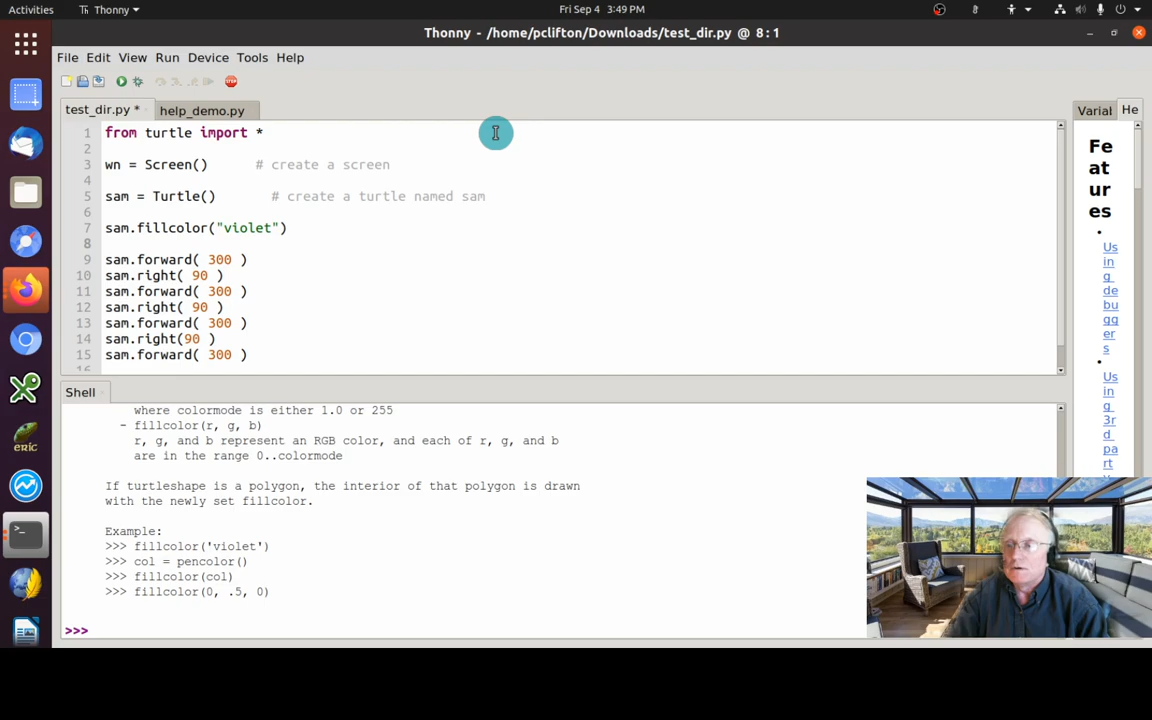 Activities
Thonny
Fri Sep 4 3:49 PM
Thonny - /home/pclifton/Downloads/test_dir.py @ 8 : 1
File Edit View Run Device Tools Help
STOP
test_dir.py *
help_demo.py
Variab
He
1 from turtle import *
2
3 wn = Screen() # create a screen
4
5 sam = Turtle() # create a turtle named sam
6
7 sam.fillcolor("violet")
8
9 sam.forward( 300 )
10 sam.right( 90 )
11 sam.forward( 300 )
12 sam.right( 90 )
13 sam.forward( 300 )
14 sam.right(90 )
15 sam.forward( 300 )
16
Fe
at
ur
es
Us
in
g
de
bu
gg
er
s
Us
in
g
3rd
pa
rt
Shell
where colormode is either 1.0 or 255
- fillcolor(r, g, b)
r, g, and b represent an RGB color, and each of r, g, and b
are in the range 0..colormode
If turtleshape is a polygon, the interior of that polygon is drawn
with the newly set fillcolor.
Example:
>>> fillcolor('violet')
>>> col = pencolor()
>>> fillcolor(col)
>>> fillcolor(0, .5, 0)
>>>
eric
>_